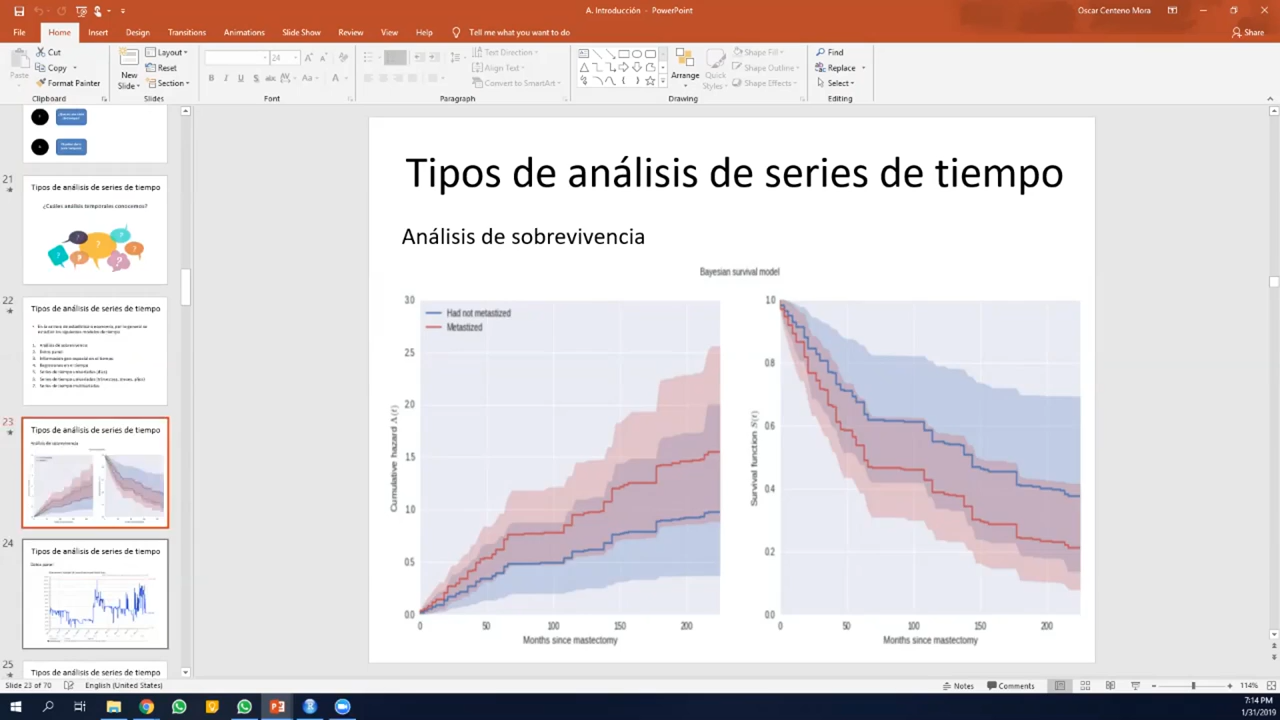 A. Introducción - PowerPoint
Oscar Centeno Mora
File Home Insert Design Transitions Animations Slide Show Review View Help Tell me what you want to do Share
Paste
Cut
Copy
Format Painter
Clipboard
New Slide
Layout
Reset
Section
Slides
24
Font
Text Direction
Align Text
Convert to SmartArt
Paragraph
Arrange
Quick Styles
Shape Fill
Shape Outline
Shape Effects
Drawing
Find
Replace
Select
Editing
21
Tipos de análisis de series de tiempo
¿Cuáles análisis temporales conocemos?
22
Tipos de análisis de series de tiempo
23
Tipos de análisis de series de tiempo
Análisis de sobrevivencia
24
Tipos de análisis de series de tiempo
Datos panel
25
Tipos de análisis de series de tiempo
Tipos de análisis de series de tiempo
Análisis de sobrevivencia
Bayesian survival model
Had not metastized
Metastized
Cumulative hazard Λ(t)
3.0
2.5
2.0
1.5
1.0
0.5
0.0
0 50 100 150 200
Months since mastectomy
Survival function S(t)
1.0
0.8
0.6
0.4
0.2
0.0
0 50 100 150 200
Months since mastectomy
Slide 23 of 70 English (United States) Notes Comments 114%
7:14 PM
1/31/2019